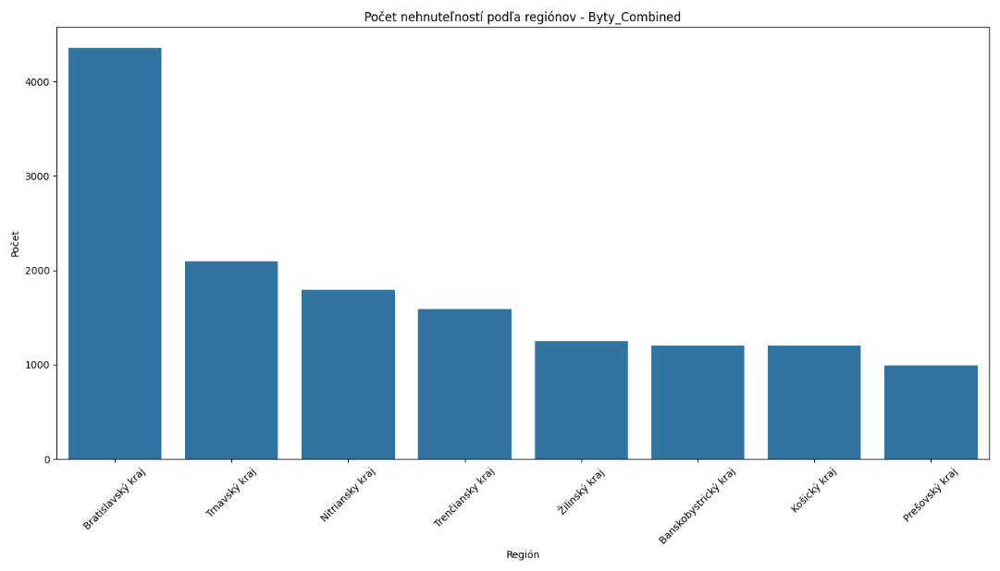 Počet nehnuteľností podľa regiónov - Byty_Combined
Počet
4000
3000
2000
1000
0
Bratislavský kraj
Trnavský kraj
Nitriansky kraj
Trenčiansky kraj
Žilinský kraj
Banskobystrický kraj
Košický kraj
Prešovský kraj
Región